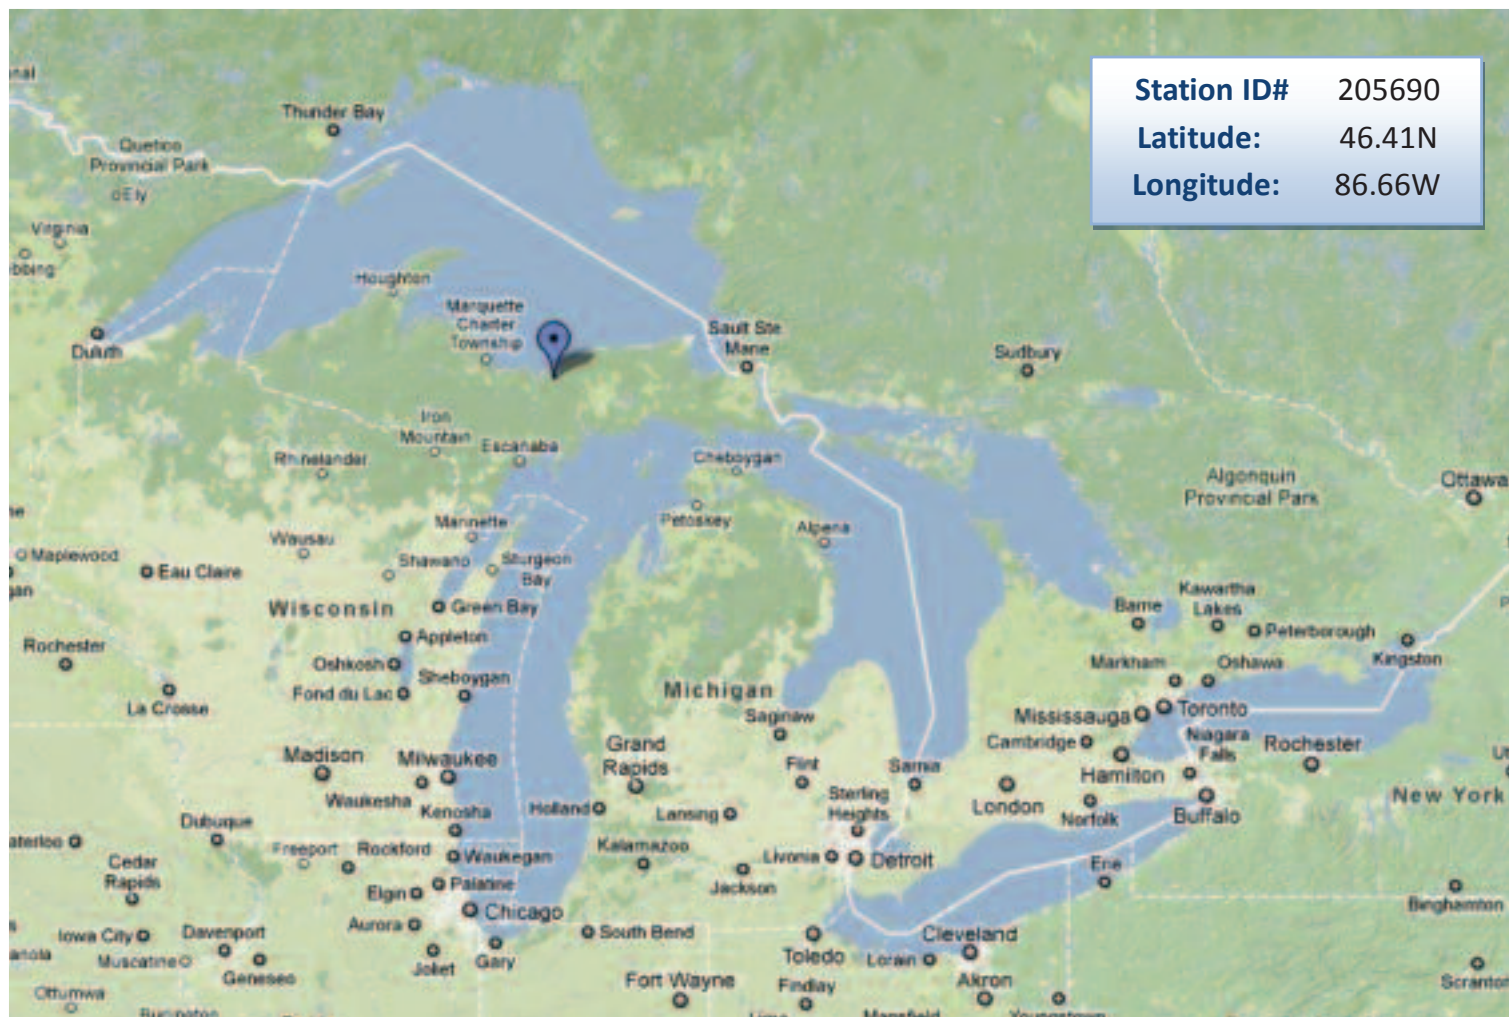 Station ID# 205690
Latitude: 46.41N
Longitude: 86.66W
Thunder Bay
Quetico
Provincial Park
Ely
Virginia
bbing
Houghton
Marquette
Charter
Township
Duluth
Sault Ste
Marie
Sudbury
Iron
Mountain
Escanaba
Rhinelander
Cheboygan
Algonquin
Provincial Park
Ottawa
Marinette
Petoskey
Alpena
Wausau
Maplewood
Shawano
Sturgeon
Bay
Eau Claire
Wisconsin
Green Bay
Kawartha
Lakes
Barrie
Peterborough
Appleton
Rochester
Oshkosh
Kingston
Markham
Oshawa
Sheboygan
Fond du Lac
Michigan
La Crosse
Saginaw
Mississauga
Toronto
Niagara
Falls
Cambridge
Rochester
Grand
Rapids
Madison
Milwaukee
Flint
Sarnia
Hamilton
Waukesha
Sterling
Heights
London
New York
Kenosha
Holland
Lansing
Norfolk
Buffalo
Dubuque
aterloo
Freeport
Rockford
Waukegan
Kalamazoo
Livonia
Detroit
Erie
Cedar
Rapids
Palatine
Elgin
Jackson
Chicago
Binghamton
Aurora
Iowa City
Davenport
South Bend
Cleveland
Muscatine
Geneseo
Joliet
Gary
Toledo
Lorain
Fort Wayne
Findlay
Akron
Scranton
Ottumwa
Burlington
Mansfield
Youngstown